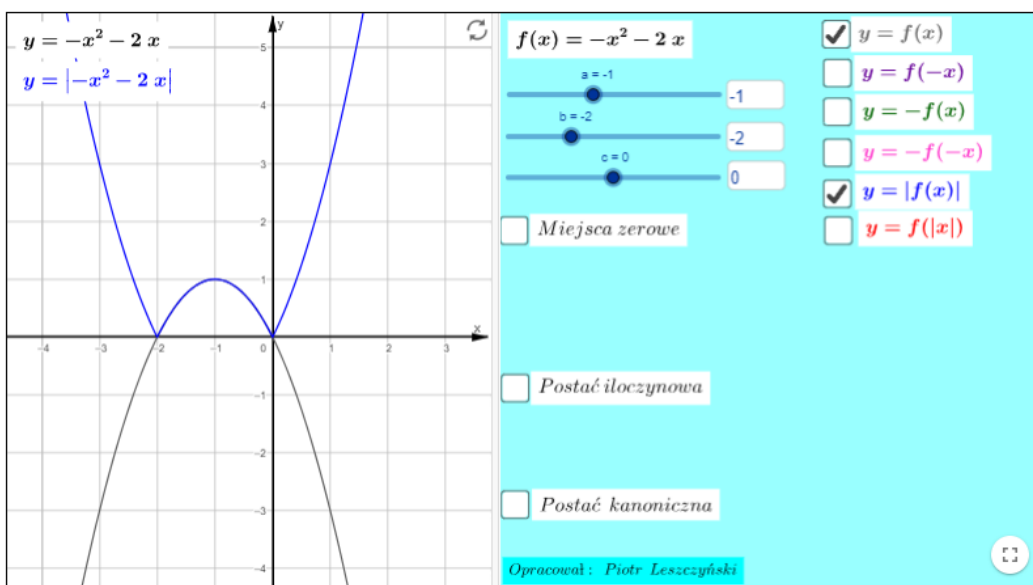 y = −x² − 2 x
y = |−x² − 2 x|
y
5
4
3
2
1
x
−4 −3 −2 −1 0 1 2 3
−1
−2
−3
−4
f(x) = −x² − 2 x
a = -1
-1
b = -2
-2
c = 0
0
Miejsca zerowe
Postać iloczynowa
Postać kanoniczna
Opracował : Piotr Leszczyński
y = f(x)
y = f(−x)
y = −f(x)
y = −f(−x)
y = |f(x)|
y = f(|x|)